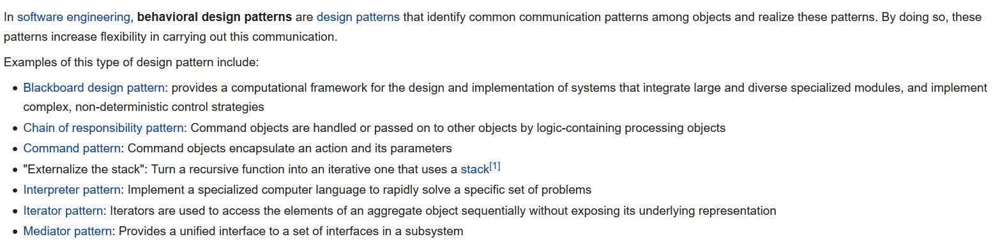 In software engineering, behavioral design patterns are design patterns that identify common communication patterns among objects and realize these patterns. By doing so, these
patterns increase flexibility in carrying out this communication.
Examples of this type of design pattern include:
• Blackboard design pattern: provides a computational framework for the design and implementation of systems that integrate large and diverse specialized modules, and implement
complex, non-deterministic control strategies
• Chain of responsibility pattern: Command objects are handled or passed on to other objects by logic-containing processing objects
• Command pattern: Command objects encapsulate an action and its parameters
• "Externalize the stack": Turn a recursive function into an iterative one that uses a stack[1]
• Interpreter pattern: Implement a specialized computer language to rapidly solve a specific set of problems
• Iterator pattern: Iterators are used to access the elements of an aggregate object sequentially without exposing its underlying representation
• Mediator pattern: Provides a unified interface to a set of interfaces in a subsystem